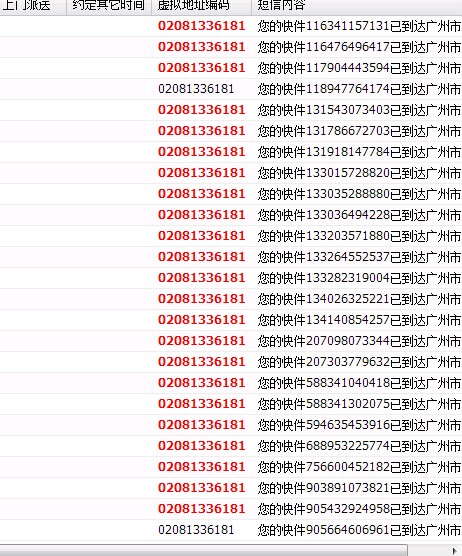 上门派送 约定其它时间 虚拟地址编码 短信内容
02081336181 您的快件116341157131已到达广州市
02081336181 您的快件116476496417已到达广州市
02081336181 您的快件117904443594已到达广州市
02081336181 您的快件118947764174已到达广州市
02081336181 您的快件131543073403已到达广州市
02081336181 您的快件131786672703已到达广州市
02081336181 您的快件131918147784已到达广州市
02081336181 您的快件133015728820已到达广州市
02081336181 您的快件133035288880已到达广州市
02081336181 您的快件133036494228已到达广州市
02081336181 您的快件133203571880已到达广州市
02081336181 您的快件133264552537已到达广州市
02081336181 您的快件133282319004已到达广州市
02081336181 您的快件134026325221已到达广州市
02081336181 您的快件134140854257已到达广州市
02081336181 您的快件207098073344已到达广州市
02081336181 您的快件207303779632已到达广州市
02081336181 您的快件588341040418已到达广州市
02081336181 您的快件588341302075已到达广州市
02081336181 您的快件594635453916已到达广州市
02081336181 您的快件688953225774已到达广州市
02081336181 您的快件756600452182已到达广州市
02081336181 您的快件903891073821已到达广州市
02081336181 您的快件905432924958已到达广州市
02081336181 您的快件905664606961已到达广州市